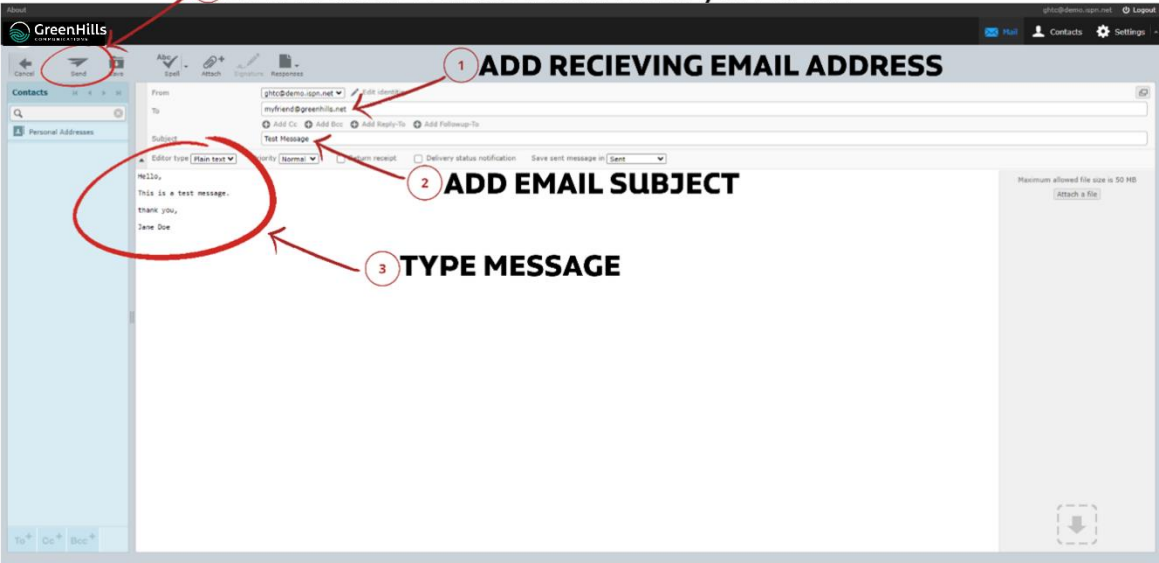 About
ghtc@demo.ispn.net Logout
GreenHills
COMMUNICATIONS
Mail Contacts Settings
Cancel Send Save Abc Spell Attach Signature Responses
1 ADD RECIEVING EMAIL ADDRESS
Contacts
From ghtc@demo.ispn.net Edit identities
To myfriend@greenhills.net
Add Cc Add Bcc Add Reply-To Add Followup-To
Personal Addresses
Subject Test Message
Editor type Plain text Priority Normal Return receipt Delivery status notification Save sent message in Sent
2 ADD EMAIL SUBJECT
Hello,
This is a test message.
thank you,
Jane Doe
Maximum allowed file size is 50 MB
Attach a file
3 TYPE MESSAGE
To+ Cc+ Bcc+